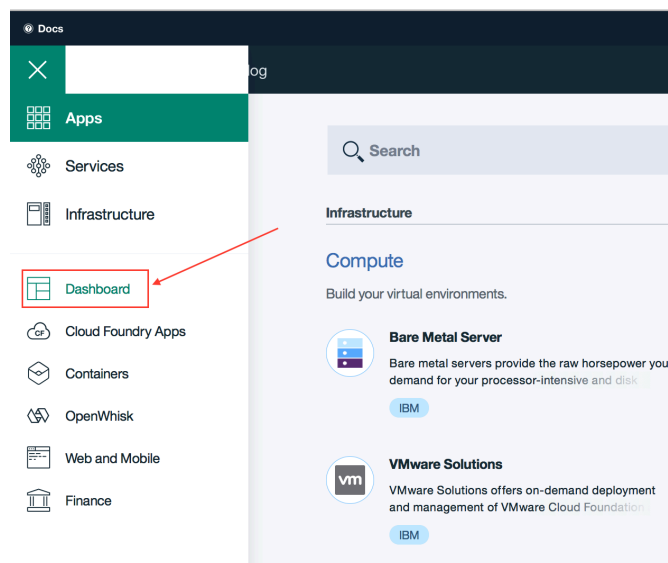 Docs
log
Apps
Services
Infrastructure
Dashboard
CF
Cloud Foundry Apps
Containers
OpenWhisk
Web and Mobile
Finance
Search
Infrastructure
Compute
Build your virtual environments.
Bare Metal Server
Bare metal servers provide the raw horsepower you
demand for your processor-intensive and disk
IBM
vm
VMware Solutions
VMware Solutions offers on-demand deployment
and management of VMware Cloud Foundation
IBM